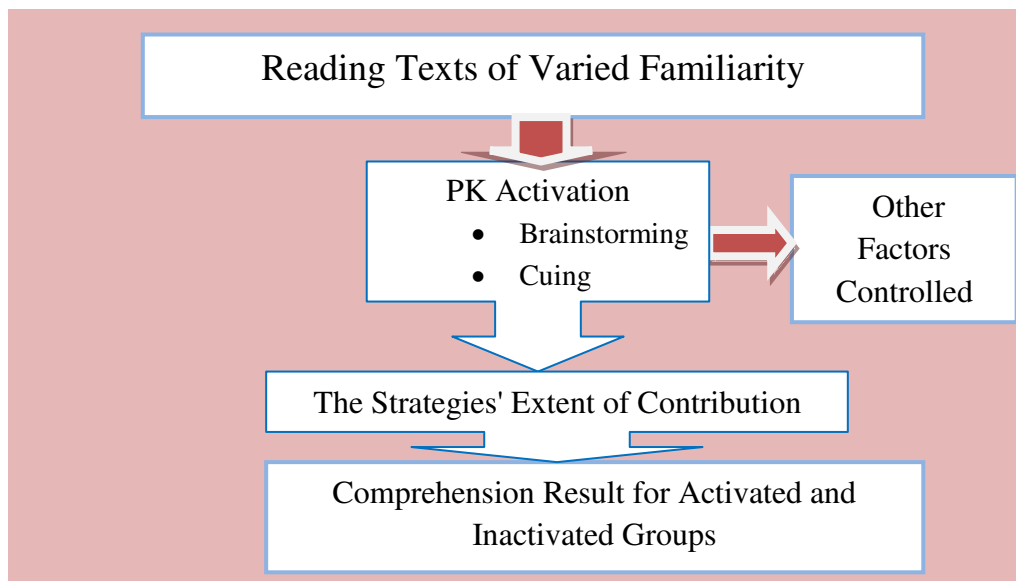 Reading Texts of Varied Familiarity
PK Activation
• Brainstorming
• Cuing
Other
Factors
Controlled
The Strategies' Extent of Contribution
Comprehension Result for Activated and
Inactivated Groups